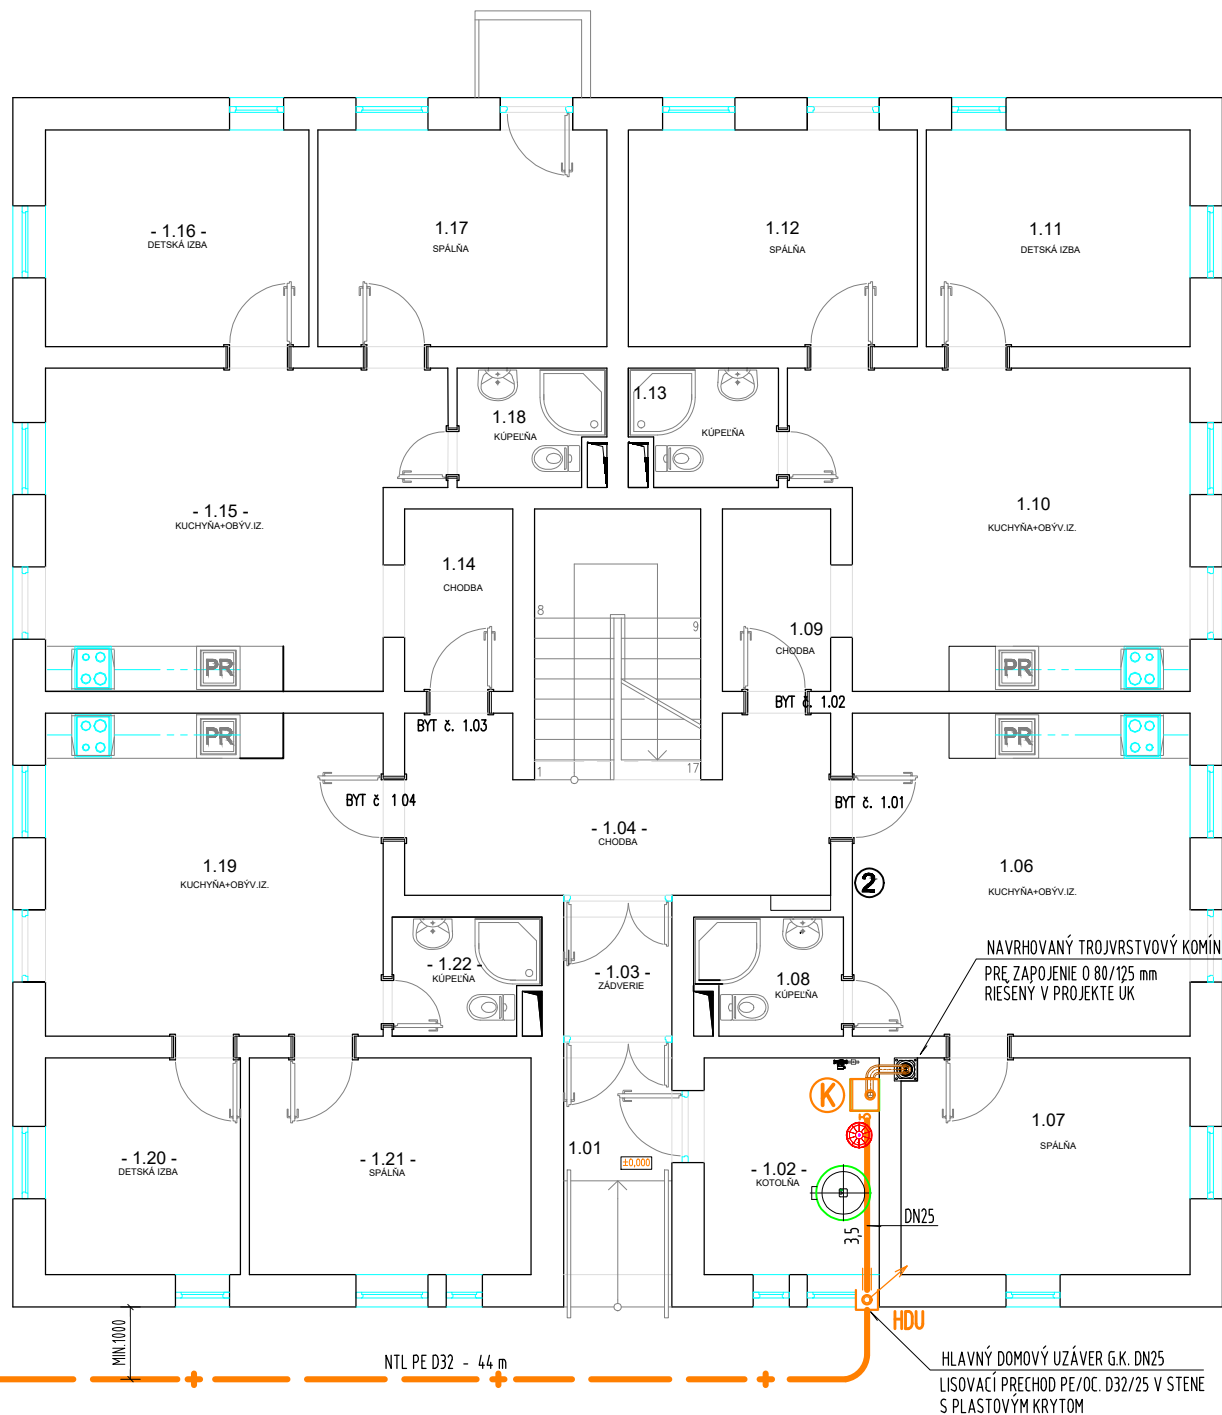 - 1.16 -
DETSKÁ IZBA
1.17
SPÁLŇA
1.12
SPÁLŇA
1.11
DETSKÁ IZBA
1.18
KÚPEĽŇA
1.13
KÚPEĽŇA
- 1.15 -
KUCHYŇA+OBÝV.IZ.
1.10
KUCHYŇA+OBÝV.IZ.
1.14
CHODBA
8
9
1.09
CHODBA
PR
PR
BYT č. 1.03
BYT č. 1.02
PR
PR
1
17
BYT č 1 04
BYT č. 1.01
- 1.04 -
CHODBA
1.19
KUCHYŇA+OBÝV.IZ.
2
1.06
KUCHYŇA+OBÝV.IZ.
- 1.22 -
KÚPEĽŇA
- 1.03 -
ZÁDVERIE
1.08
KÚPEĽŇA
NAVRHOVANÝ TROJVRSTVOVÝ KOMÍN
PRE ZAPOJENIE O 80/125 mm
RIEŠENÝ V PROJEKTE ÚK
K
1.07
SPÁLŇA
- 1.20 -
DETSKÁ IZBA
- 1.21 -
SPÁLŇA
1.01
±0,000
- 1.02 -
KOTOLŇA
DN25
3,5
HDU
MIN.1000
NTL PE D32 - 44 m
HLAVNÝ DOMOVÝ UZÁVER G.K. DN25
LISOVACÍ PRECHOD PE/OC. D32/25 V STENE
S PLASTOVÝM KRYTOM